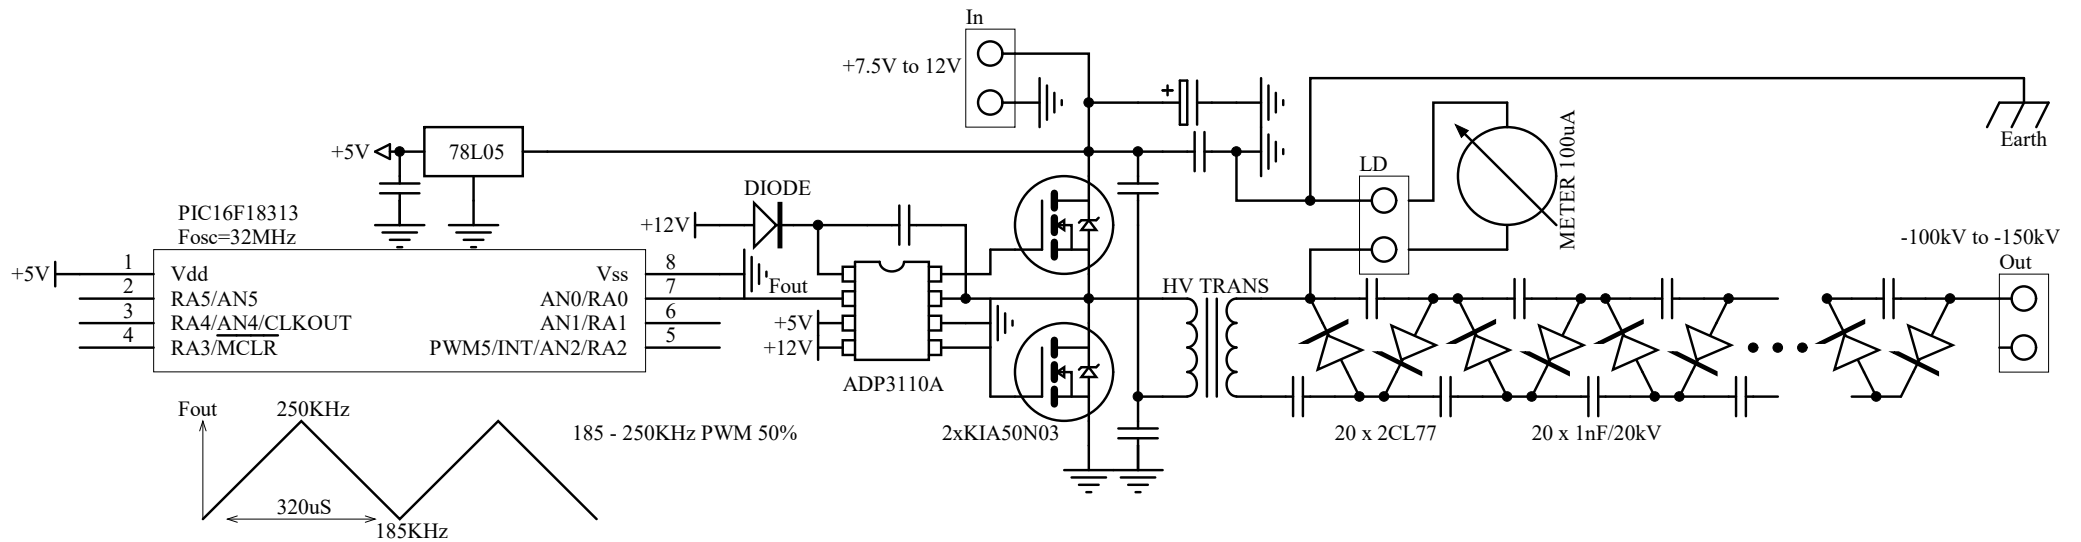 In
+7.5V to 12V
+
Earth
+5V
78L05
LD
METER 100uA
DIODE
+12V
PIC16F18313
Fosc=32MHz
-100kV to -150kV
Out
+5V
1
Vdd
Vss
8
2
RA5/AN5
AN0/RA0
7
Fout
3
RA4/AN4/CLKOUT
AN1/RA1
6
4
RA3/MCLR
PWM5/INT/AN2/RA2
5
+5V
+12V
HV TRANS
ADP3110A
Fout
250KHz
185 - 250KHz PWM 50%
2xKIA50N03
20 x 2CL77
20 x 1nF/20kV
320uS
185KHz